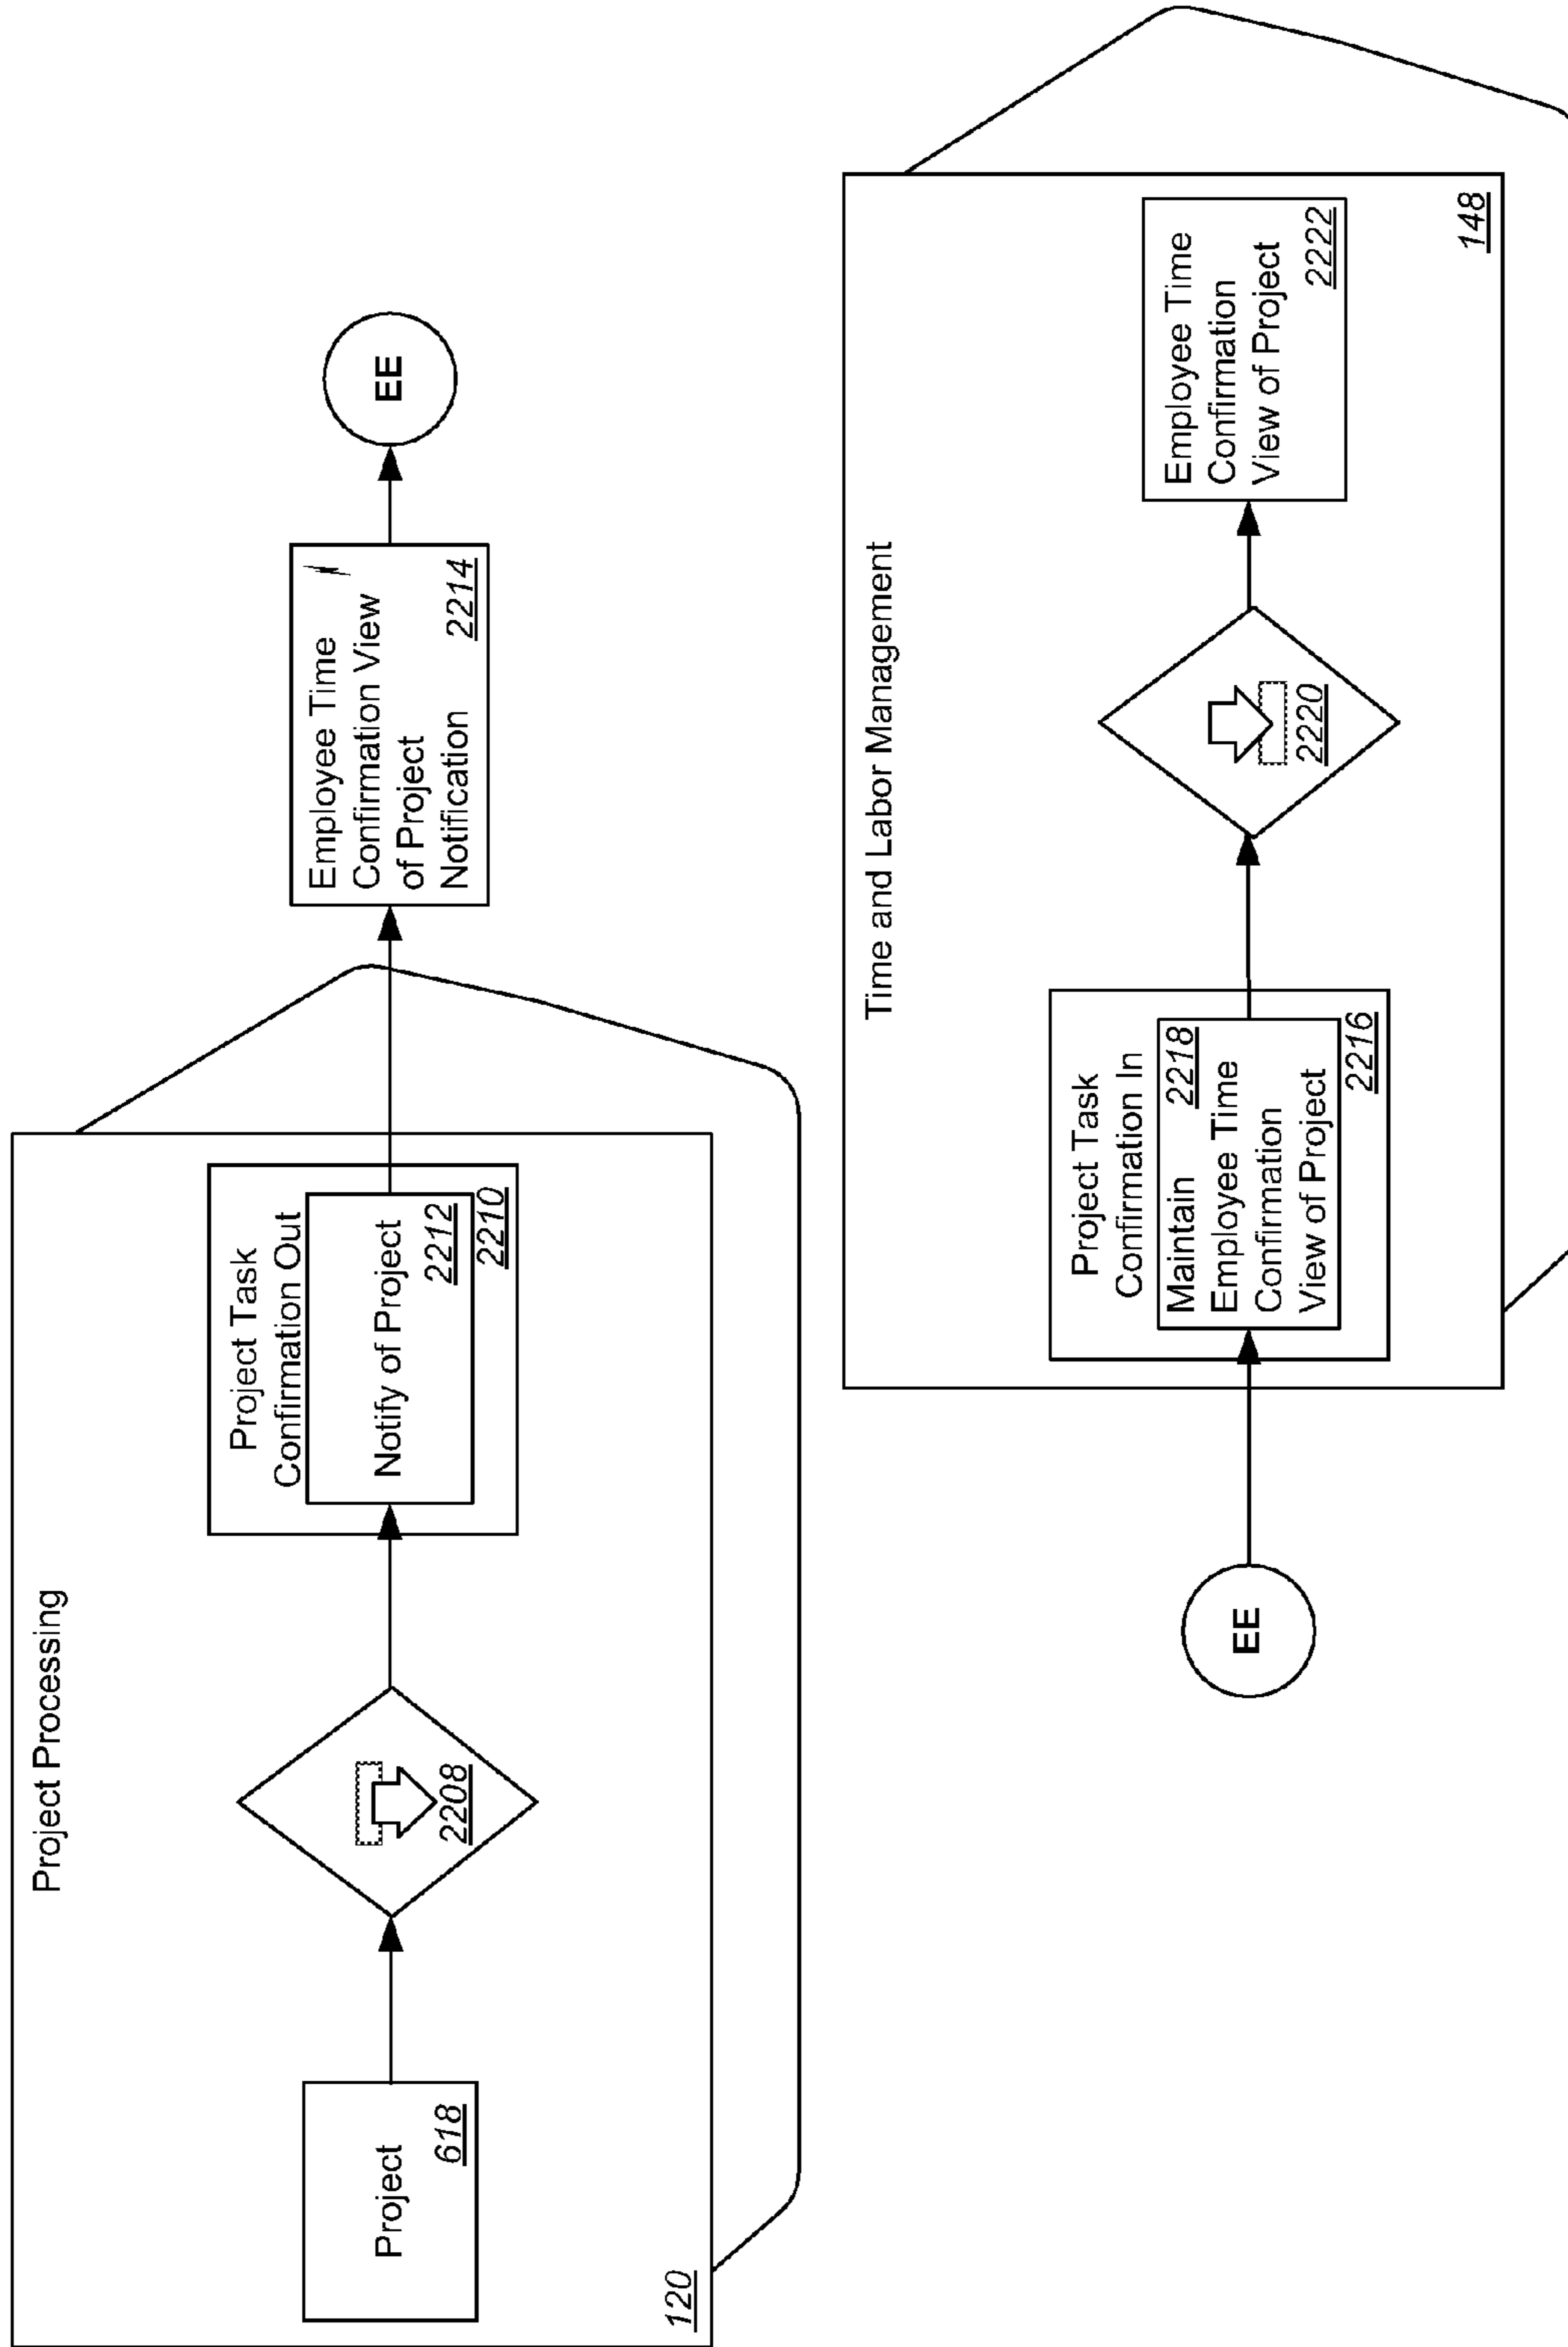 Project Processing
Project
618
2208
Project Task
Confirmation Out
Notify of Project
2212
2210
120
Employee Time
Confirmation View
of Project
Notification
2214
EE
Time and Labor Management
EE
Project Task
Confirmation In
Maintain
2218
Employee Time
Confirmation
View of Project
2216
2220
Employee Time
Confirmation
View of Project
2222
148